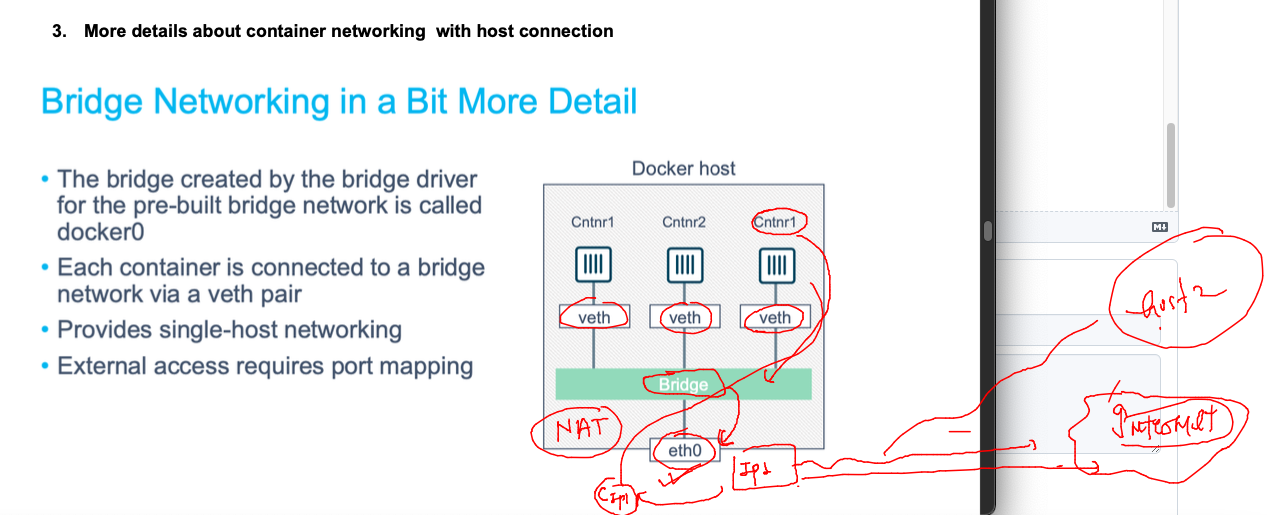 3. More details about container networking with host connection
Bridge Networking in a Bit More Detail
• The bridge created by the bridge driver
for the pre-built bridge network is called
docker0
• Each container is connected to a bridge
network via a veth pair
• Provides single-host networking
• External access requires port mapping
Docker host
Cntnr1 Cntnr2 Cntnr1
veth veth veth
Bridge
NAT
eth0
Ip1
CIp1
M↓
Host 2